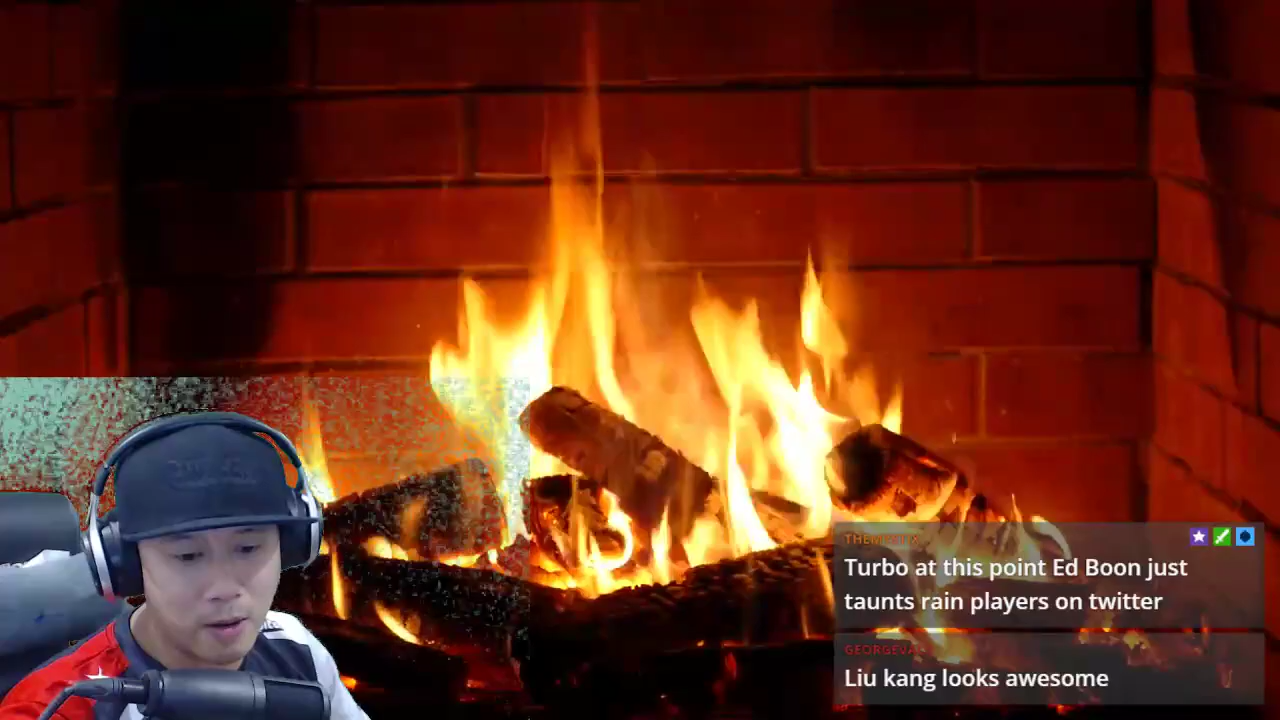 Turbo at this point Ed Boon just
taunts rain players on twitter
Liu kang looks awesome